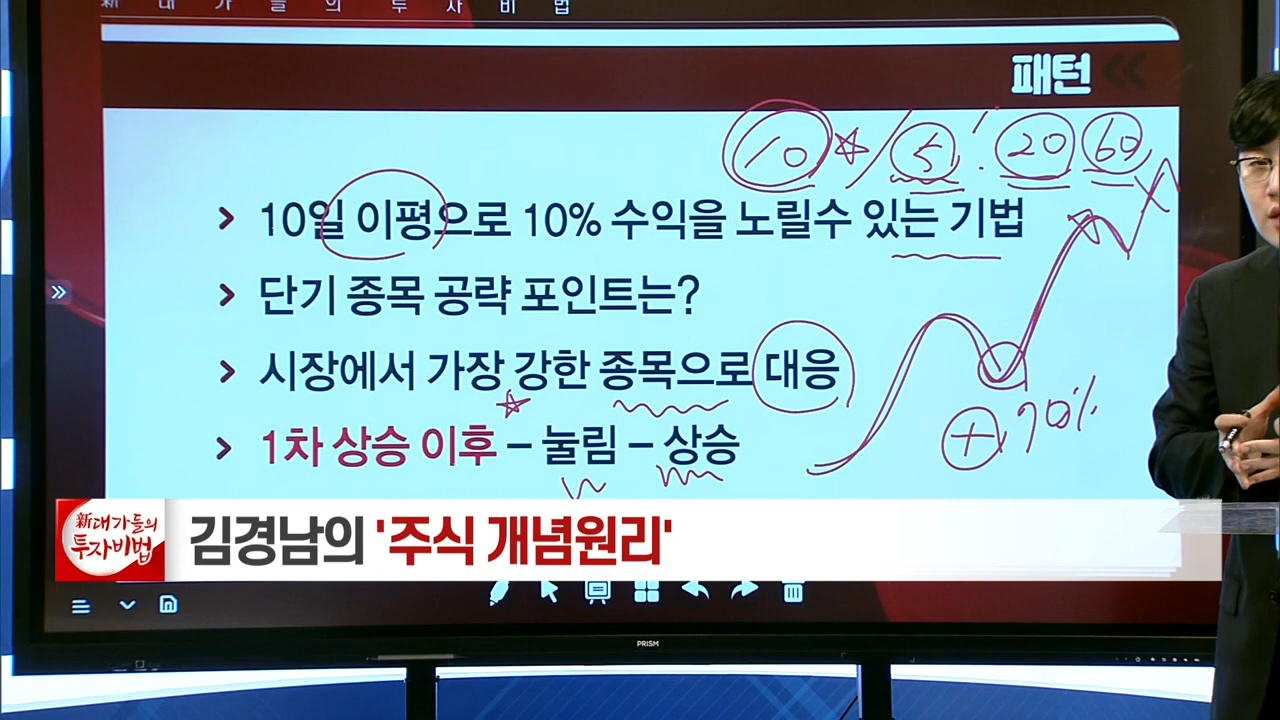 新 대 가 들 의 투 자 비 법
패턴
10 ☆ / 5 ! 20 60
10일 이평으로 10% 수익을 노릴수 있는 기법
단기 종목 공략 포인트는?
시장에서 가장 강한 종목으로 대응
1차 상승 이후 – 눌림 – 상승
新대가들의
투자비법
김경남의 '주식 개념원리'
PRISM